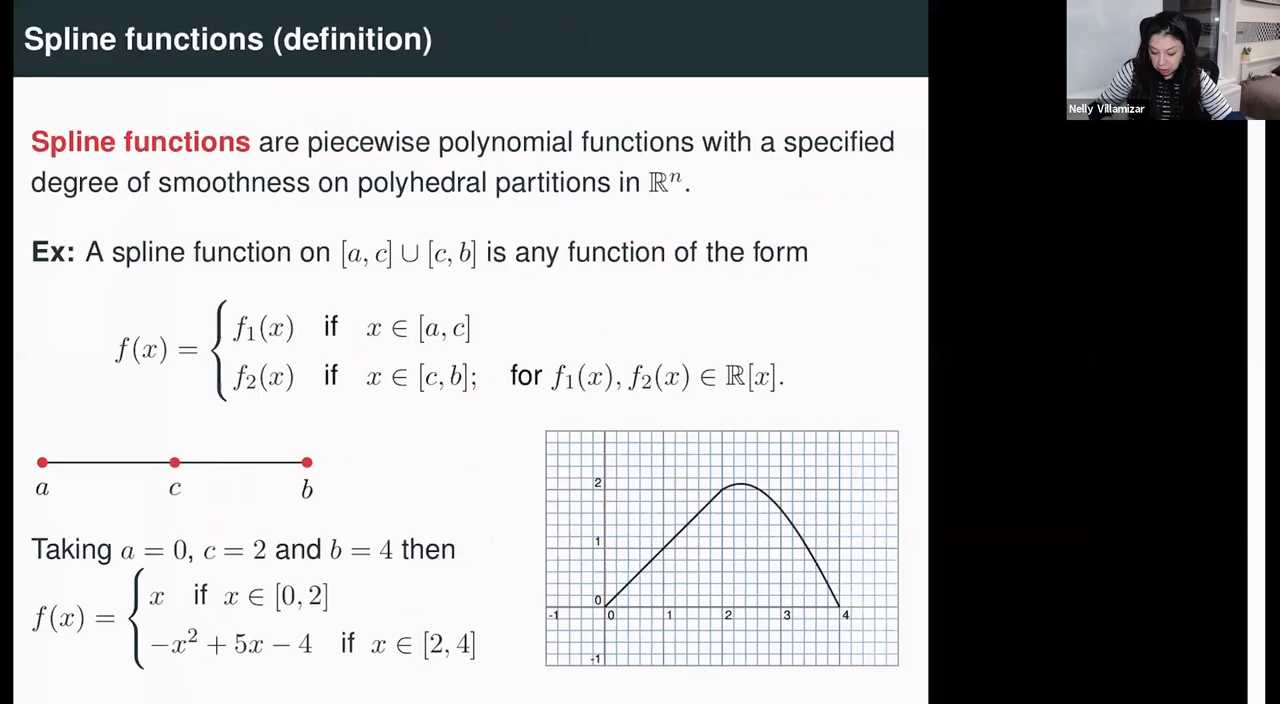 Spline functions (definition)
Nelly Villamizar
Spline functions are piecewise polynomial functions with a specified
degree of smoothness on polyhedral partitions in ℝⁿ.
Ex: A spline function on [a, c] ∪ [c, b] is any function of the form
f(x) = { f₁(x) if x ∈ [a, c]
f₂(x) if x ∈ [c, b]; for f₁(x), f₂(x) ∈ ℝ[x].
a c b
Taking a = 0, c = 2 and b = 4 then
f(x) = { x if x ∈ [0, 2]
−x² + 5x − 4 if x ∈ [2, 4]
2
1
0
-1 0 1 2 3 4
-1